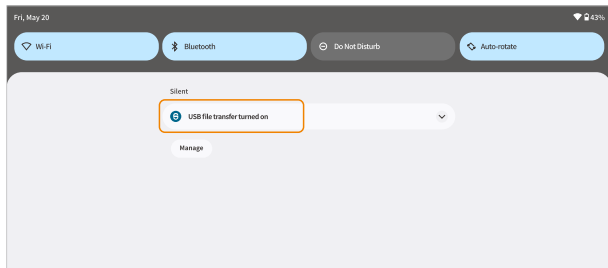 Fri, May 20 43%
Wi-Fi Bluetooth Do Not Disturb Auto-rotate
Silent
USB file transfer turned on
Manage